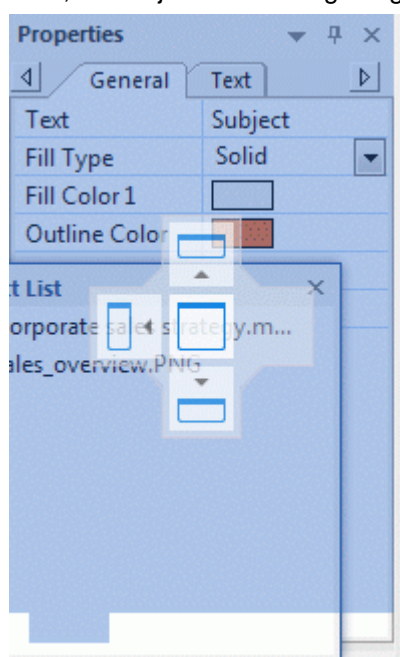 Properties
General Text
Text Subject
Fill Type Solid
Fill Color 1
Outline Color
t List
orporate sales strategy.m...
ales_overview.PNG